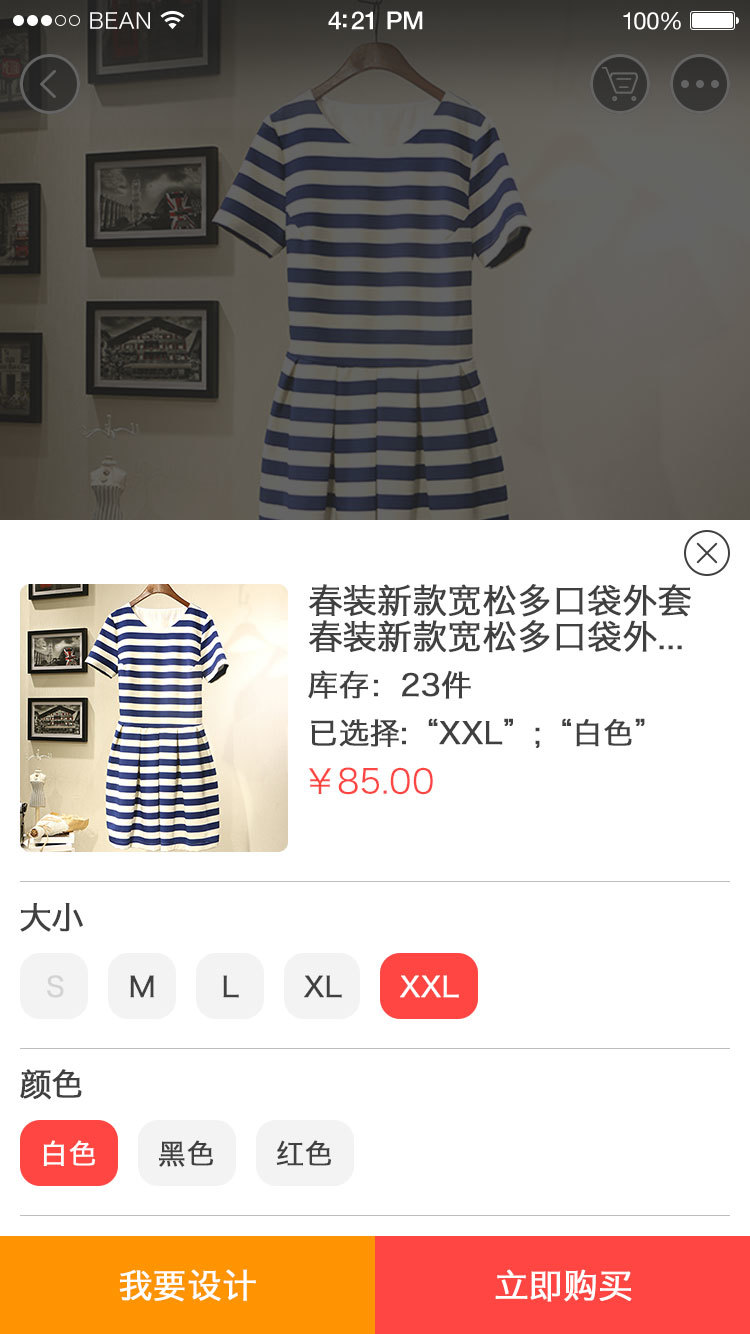 BEAN 4:21 PM 100%
春装新款宽松多口袋外套
春装新款宽松多口袋外...
库存：23件
已选择:“XXL”;“白色”
￥85.00
大小
S M L XL XXL
颜色
白色 黑色 红色
我要设计 立即购买